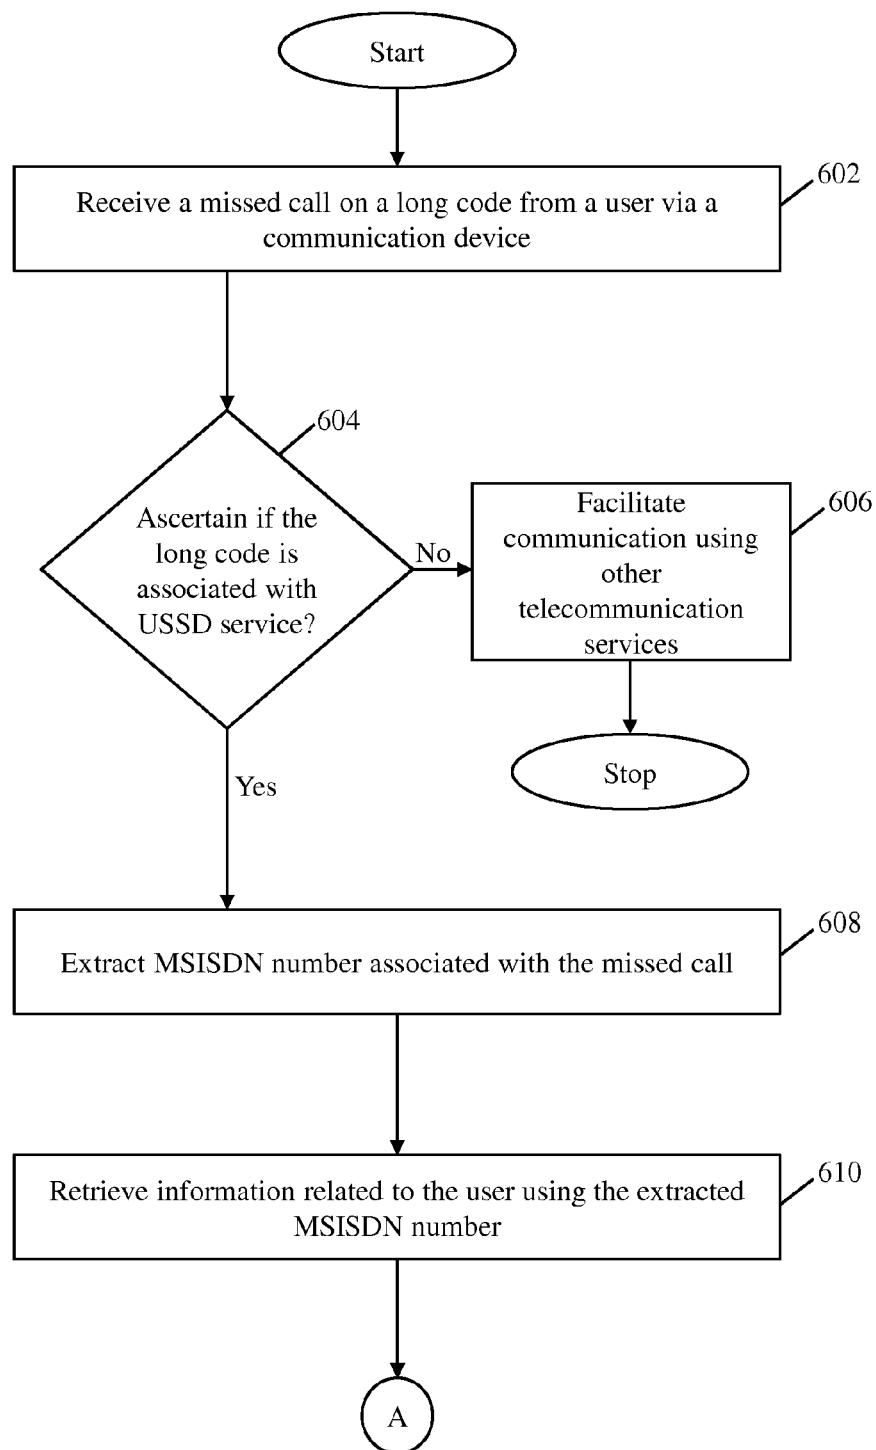 Start
602
Receive a missed call on a long code from a user via a
communication device
604
Ascertain if the
long code is
associated with
USSD service?
No
606
Facilitate
communication using
other
telecommunication
services
Stop
Yes
608
Extract MSISDN number associated with the missed call
610
Retrieve information related to the user using the extracted
MSISDN number
A